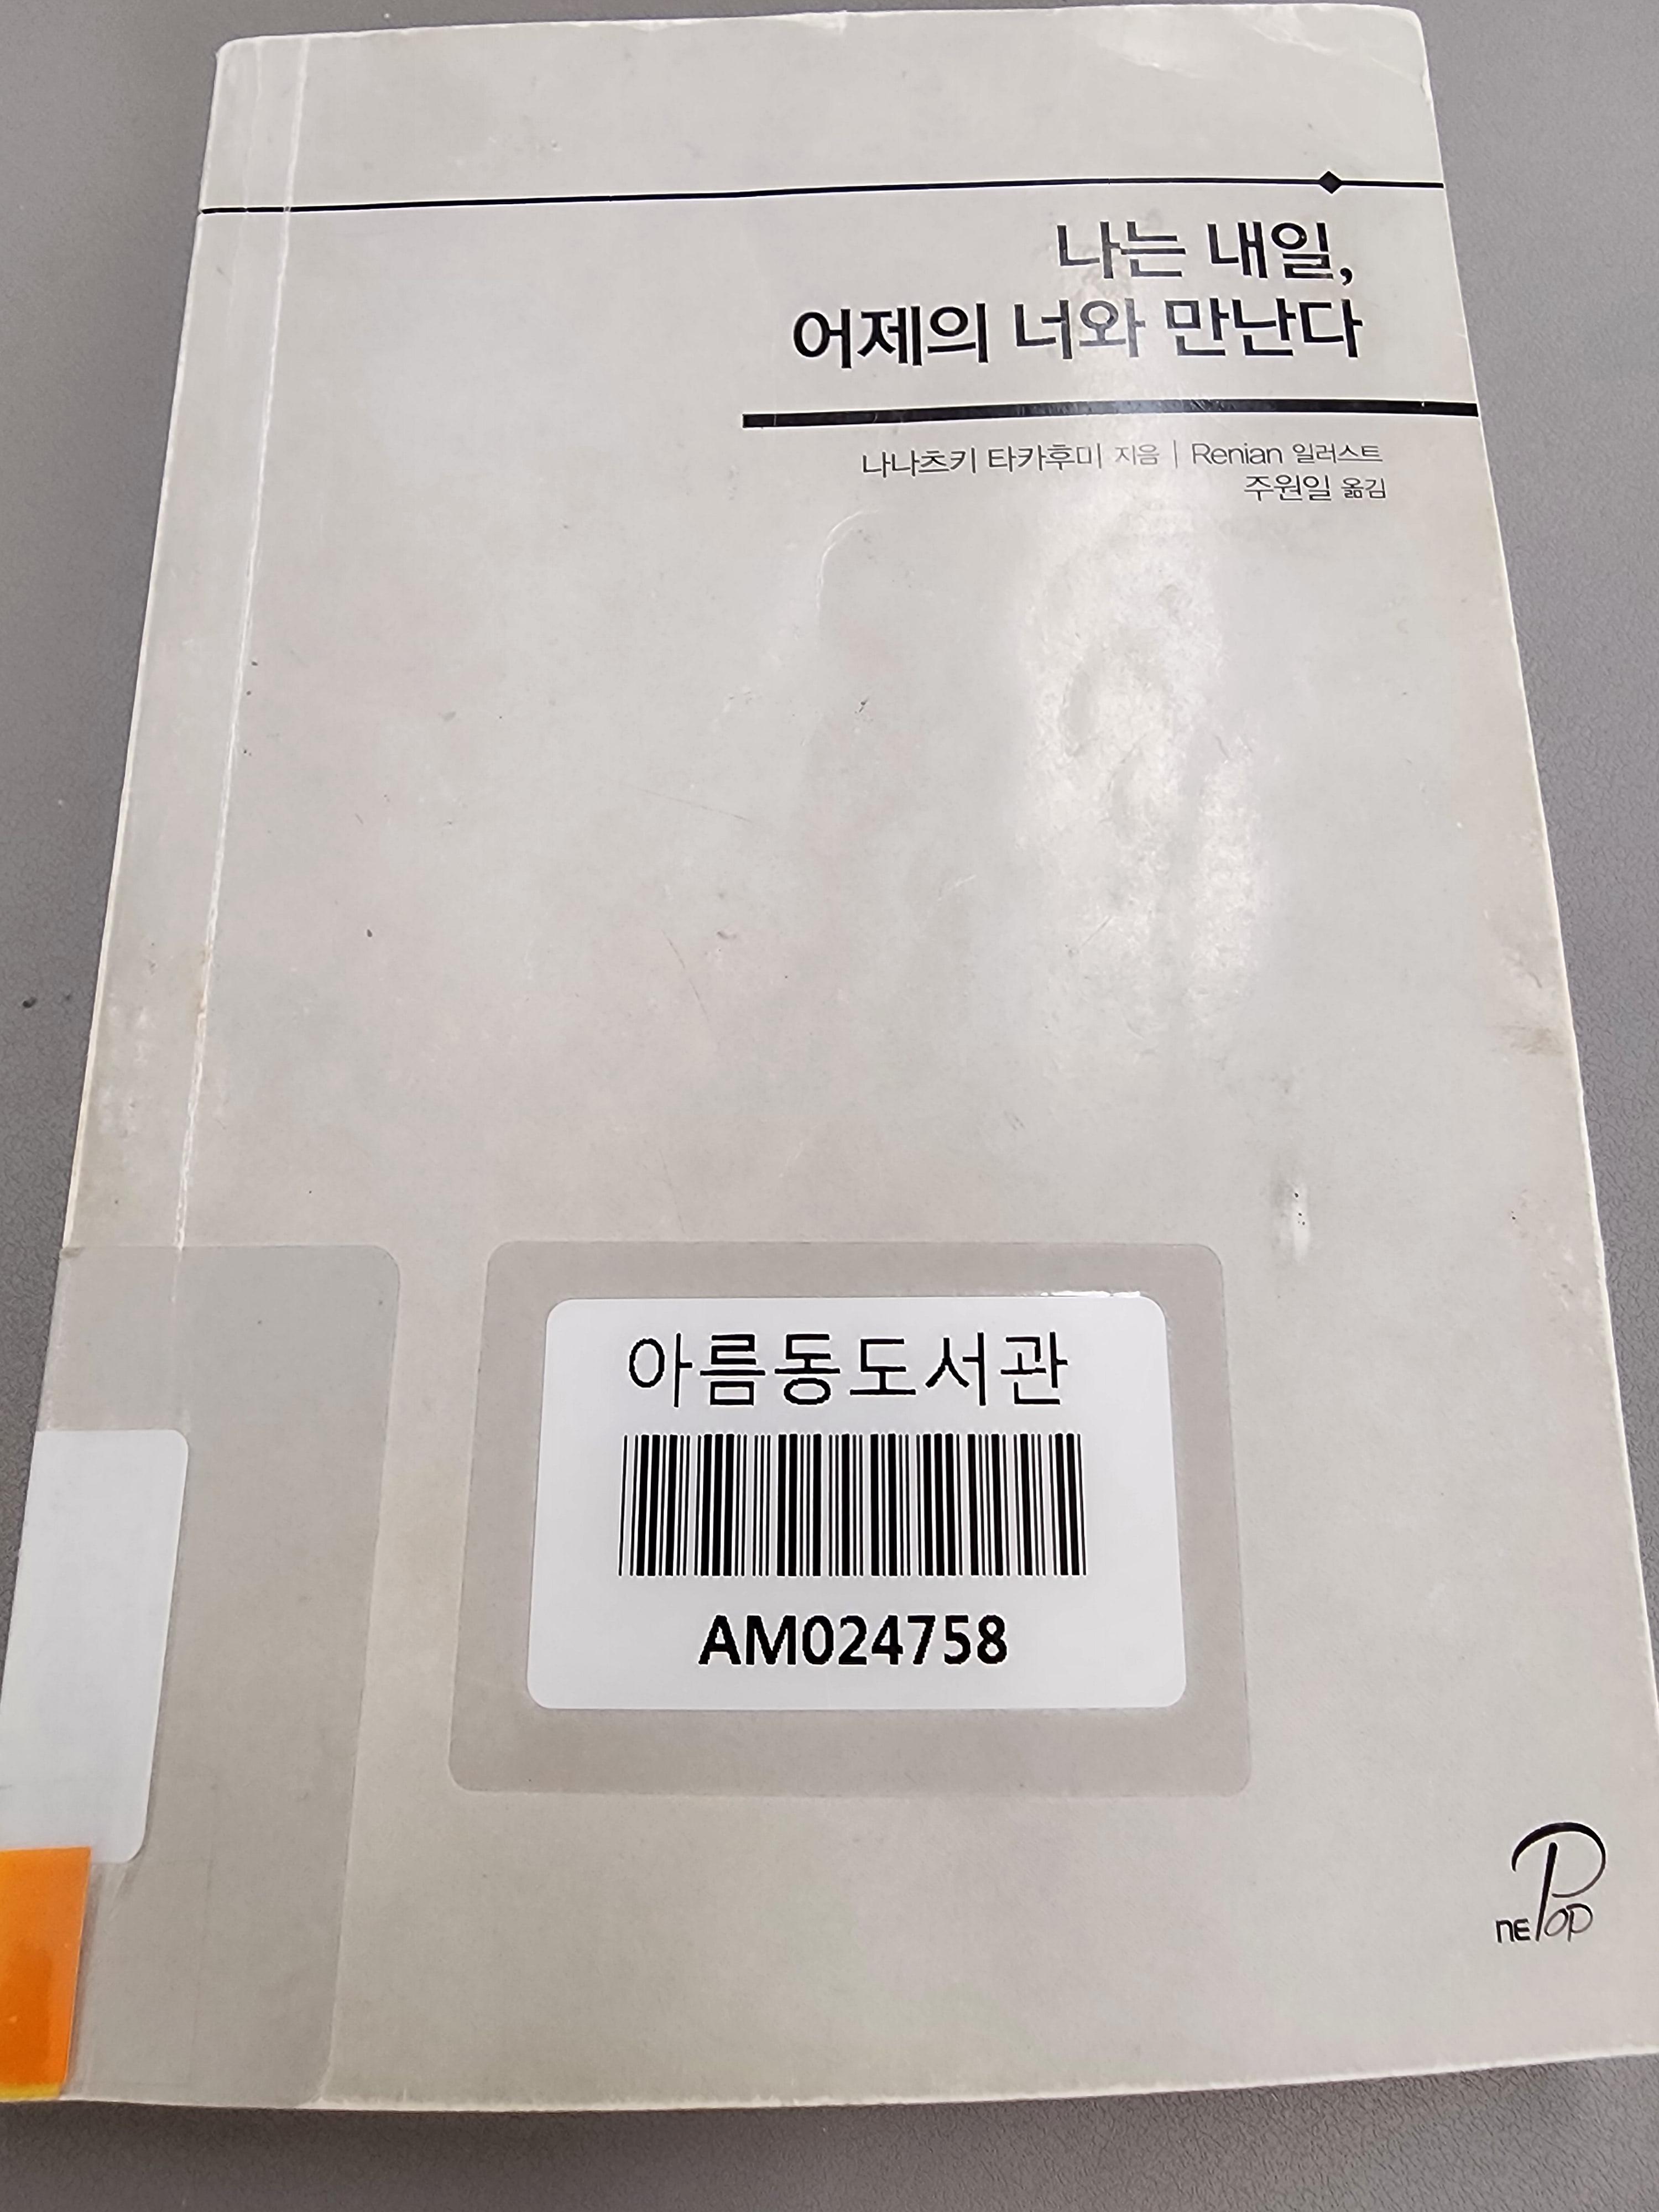 나는 내일,
어제의 너와 만난다
나나츠키 타카후미 지음 | Renian 일러스트
주원일 옮김
아름동도서관
AM024758
nePop